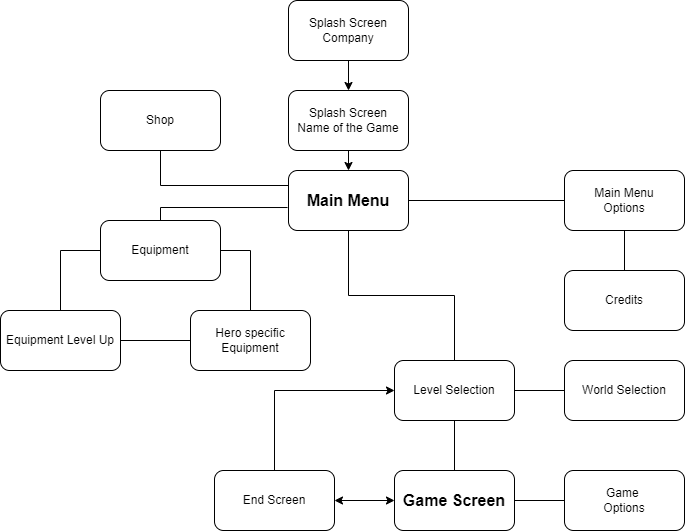 Splash Screen
Company
Shop
Splash Screen
Name of the Game
Main Menu
Main Menu
Options
Equipment
Credits
Equipment Level Up
Hero specific
Equipment
Level Selection
World Selection
End Screen
Game Screen
Game
Options